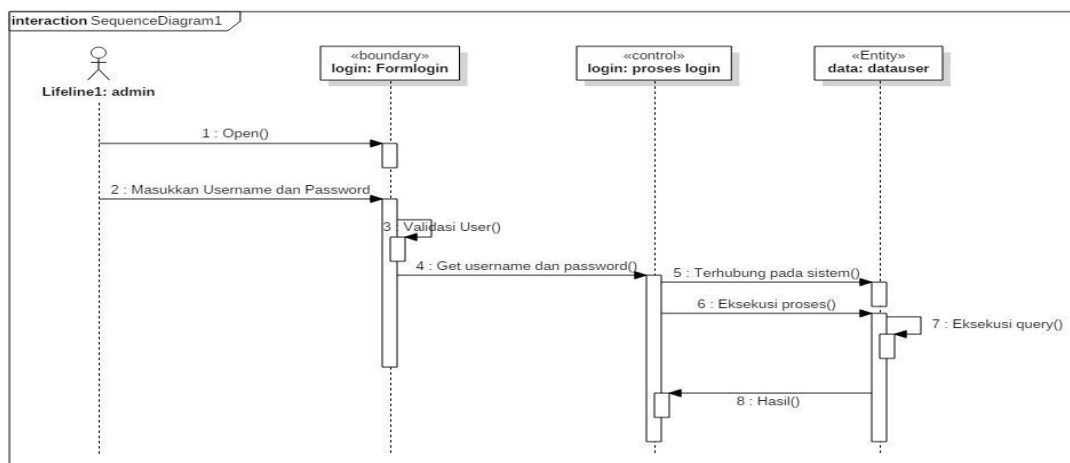 interaction SequenceDiagram1
«boundary»
login: Formlogin
«control»
login: proses login
«Entity»
data: datauser
Lifeline1: admin
1 : Open()
2 : Masukkan Username dan Password
3 : Validasi User()
4 : Get username dan password()
5 : Terhubung pada sistem()
6 : Eksekusi proses()
7 : Eksekusi query()
8 : Hasil()